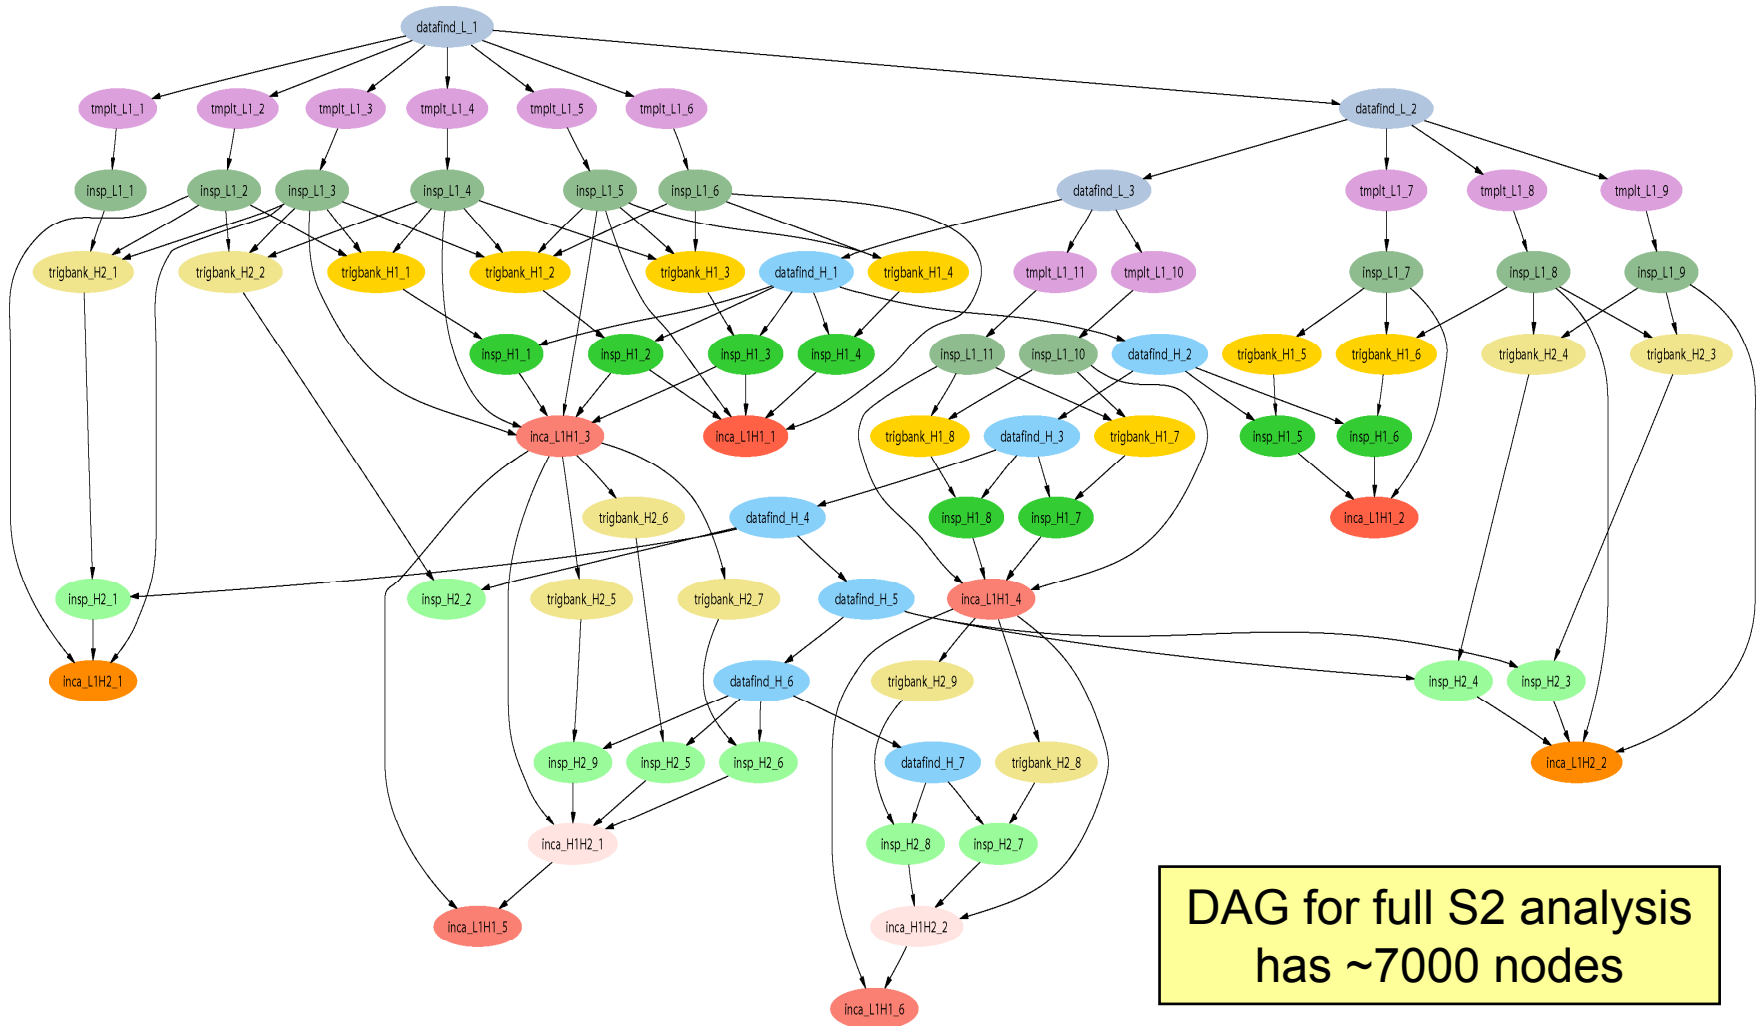 datafind_L_1
tmplt_L1_1
tmplt_L1_2
tmplt_L1_3
tmplt_L1_4
tmplt_L1_5
tmplt_L1_6
datafind_L_2
insp_L1_1
insp_L1_2
insp_L1_3
insp_L1_4
insp_L1_5
insp_L1_6
datafind_L_3
tmplt_L1_7
tmplt_L1_8
tmplt_L1_9
trigbank_H2_1
trigbank_H2_2
trigbank_H1_1
trigbank_H1_2
trigbank_H1_3
datafind_H_1
trigbank_H1_4
tmplt_L1_11
tmplt_L1_10
insp_L1_7
insp_L1_8
insp_L1_9
insp_H1_1
insp_H1_2
insp_H1_3
insp_H1_4
insp_L1_11
insp_L1_10
datafind_H_2
trigbank_H1_5
trigbank_H1_6
trigbank_H2_4
trigbank_H2_3
inca_L1H1_3
inca_L1H1_1
trigbank_H1_8
datafind_H_3
trigbank_H1_7
insp_H1_5
insp_H1_6
trigbank_H2_6
datafind_H_4
insp_H1_8
insp_H1_7
inca_L1H1_2
insp_H2_1
insp_H2_2
trigbank_H2_5
trigbank_H2_7
datafind_H_5
inca_L1H1_4
inca_L1H2_1
datafind_H_6
trigbank_H2_9
insp_H2_4
insp_H2_3
insp_H2_9
insp_H2_5
insp_H2_6
datafind_H_7
trigbank_H2_8
inca_L1H2_2
inca_H1H2_1
insp_H2_8
insp_H2_7
inca_L1H1_5
inca_H1H2_2
inca_L1H1_6
DAG for full S2 analysis
has ~7000 nodes